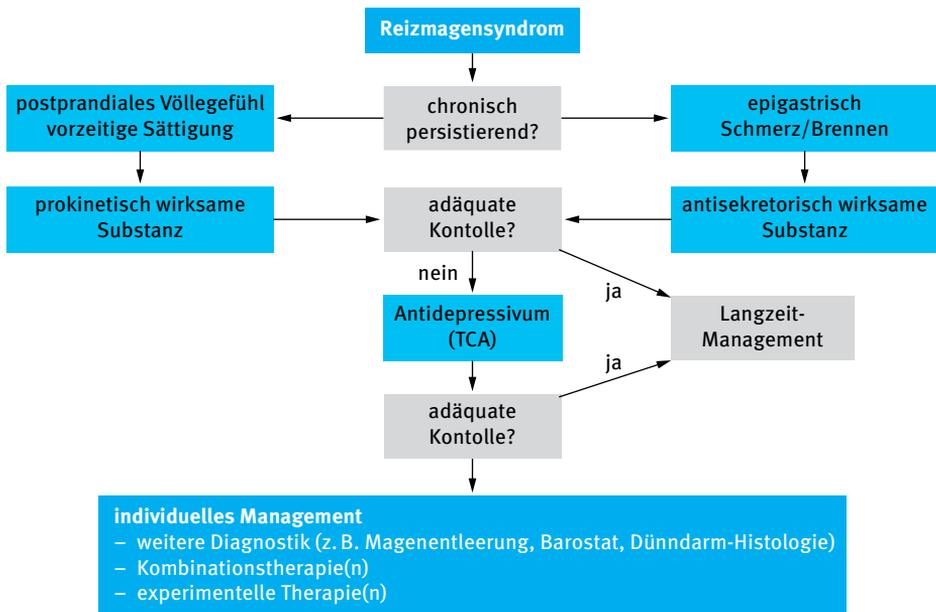 Reizmagensyndrom
postprandiales Völlegefühl
vorzeitige Sättigung
chronisch
persistierend?
epigastrisch
Schmerz/Brennen
prokinetisch wirksame
Substanz
adäquate
Kontolle?
antisekretorisch wirksame
Substanz
nein
ja
Antidepressivum
(TCA)
Langzeit-
Management
ja
adäquate
Kontolle?
individuelles Management
– weitere Diagnostik (z. B. Magenentleerung, Barostat, Dünndarm-Histologie)
– Kombinationstherapie(n)
– experimentelle Therapie(n)